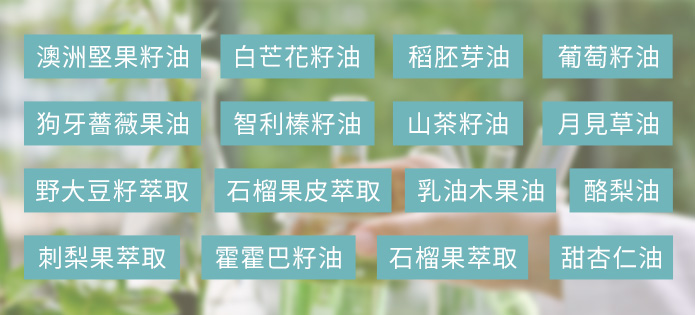 澳洲堅果籽油 白芒花籽油 稻胚芽油 葡萄籽油
狗牙薔薇果油 智利榛籽油 山茶籽油 月見草油
野大豆籽萃取 石榴果皮萃取 乳油木果油 酪梨油
刺梨果萃取 霍霍巴籽油 石榴果萃取 甜杏仁油